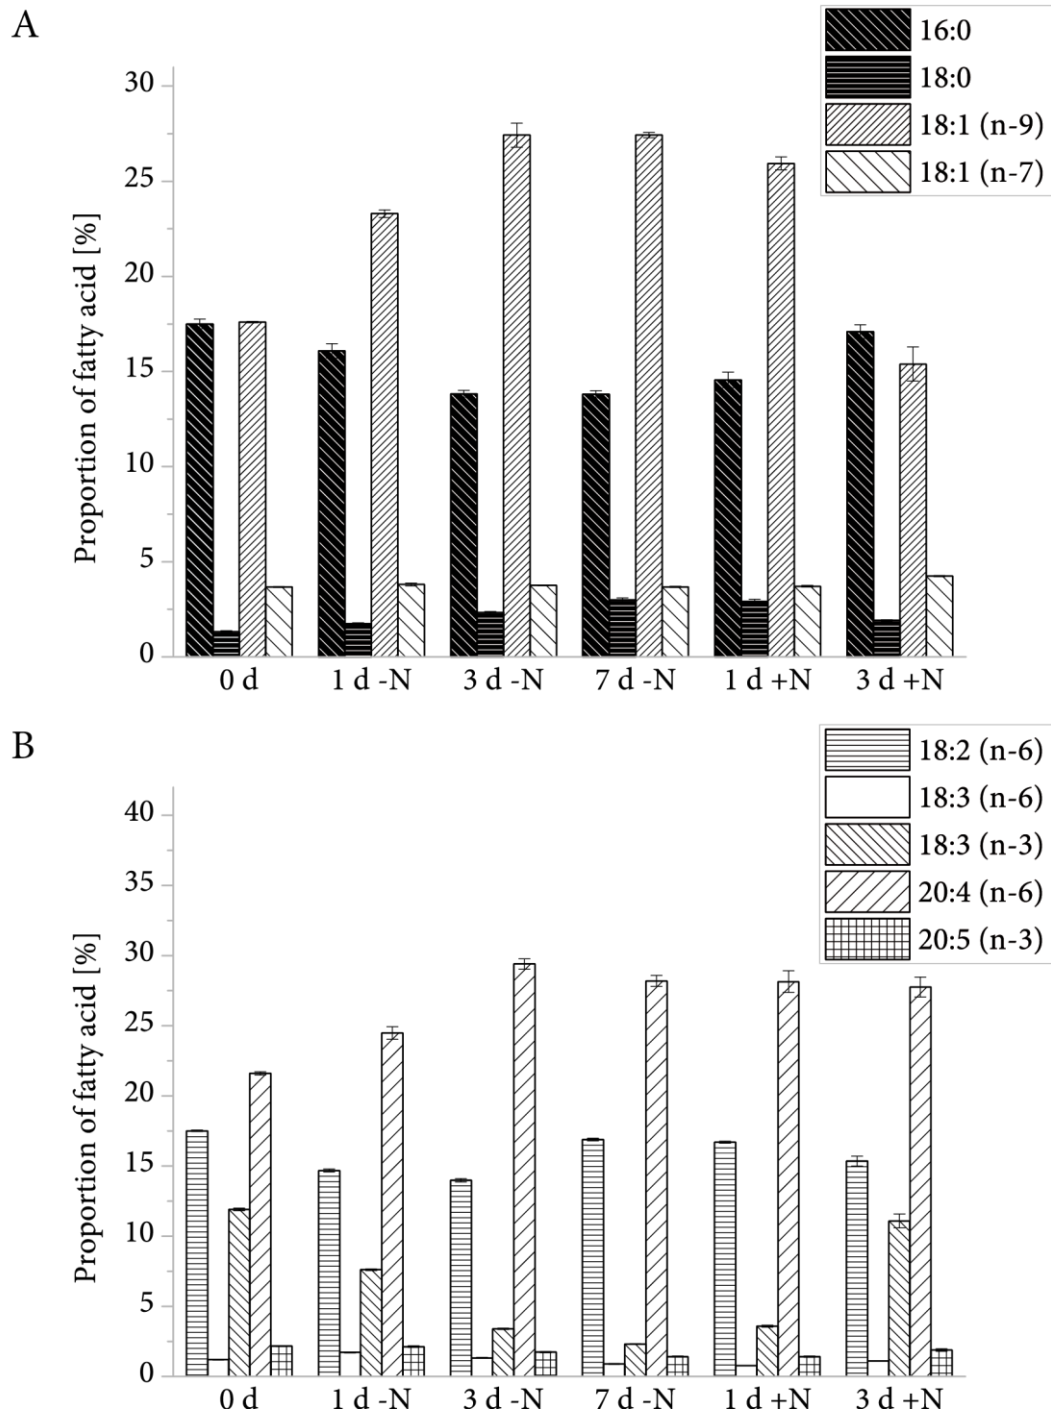 A
16:0
18:0
18:1 (n-9)
18:1 (n-7)
Proportion of fatty acid [%]
30
25
20
15
10
5
0
0 d 1 d -N 3 d -N 7 d -N 1 d +N 3 d +N
B
18:2 (n-6)
18:3 (n-6)
18:3 (n-3)
20:4 (n-6)
20:5 (n-3)
Proportion of fatty acid [%]
40
35
30
25
20
15
10
5
0
0 d 1 d -N 3 d -N 7 d -N 1 d +N 3 d +N